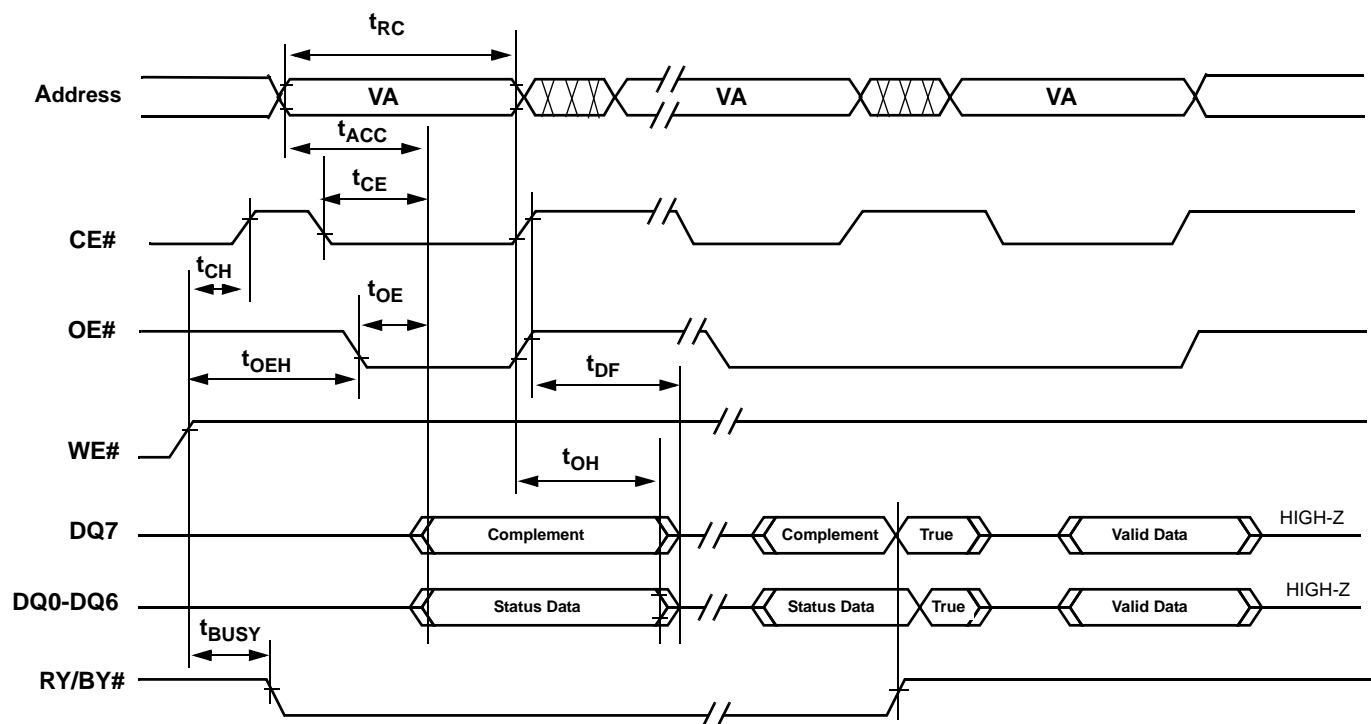 tRC
Address VA VA VA
tACC
tCE
CE#
tCH
tOE
OE#
tOEH
tDF
WE#
tOH
DQ7 Complement Complement True Valid Data HIGH-Z
DQ0-DQ6 Status Data Status Data True Valid Data HIGH-Z
tBUSY
RY/BY#